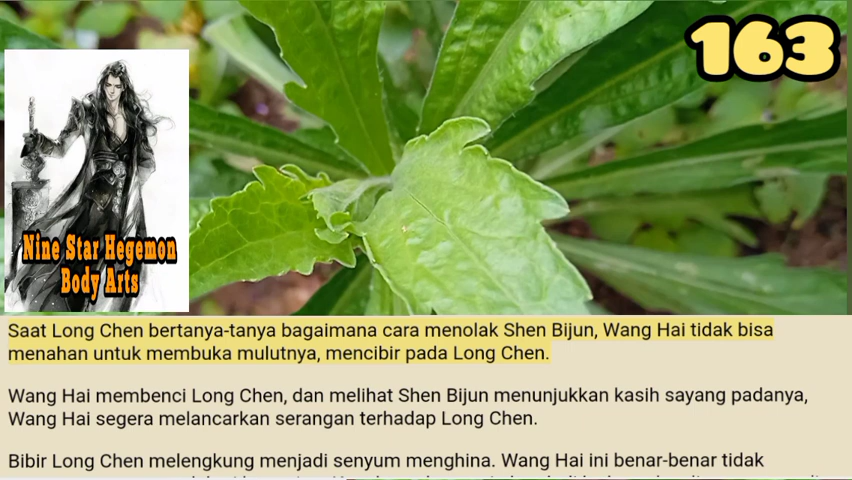 163
Nine Star Hegemon
Body Arts
Saat Long Chen bertanya-tanya bagaimana cara menolak Shen Bijun, Wang Hai tidak bisa
menahan untuk membuka mulutnya, mencibir pada Long Chen.
Wang Hai membenci Long Chen, dan melihat Shen Bijun menunjukkan kasih sayang padanya,
Wang Hai segera melancarkan serangan terhadap Long Chen.
Bibir Long Chen melengkung menjadi senyum menghina. Wang Hai ini benar-benar tidak